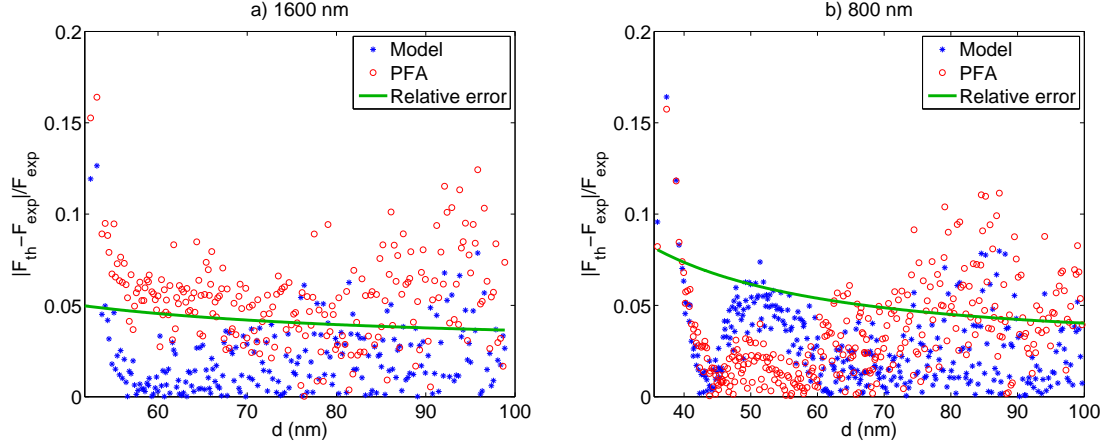 a) 1600 nm
0.2
0.15
0.1
0.05
0
60
70
80
90
100
d (nm)
|F_th−F_exp|/F_exp
Model
PFA
Relative error
b) 800 nm
0.2
0.15
0.1
0.05
0
40
50
60
70
80
90
100
d (nm)
|F_th−F_exp|/F_exp
Model
PFA
Relative error